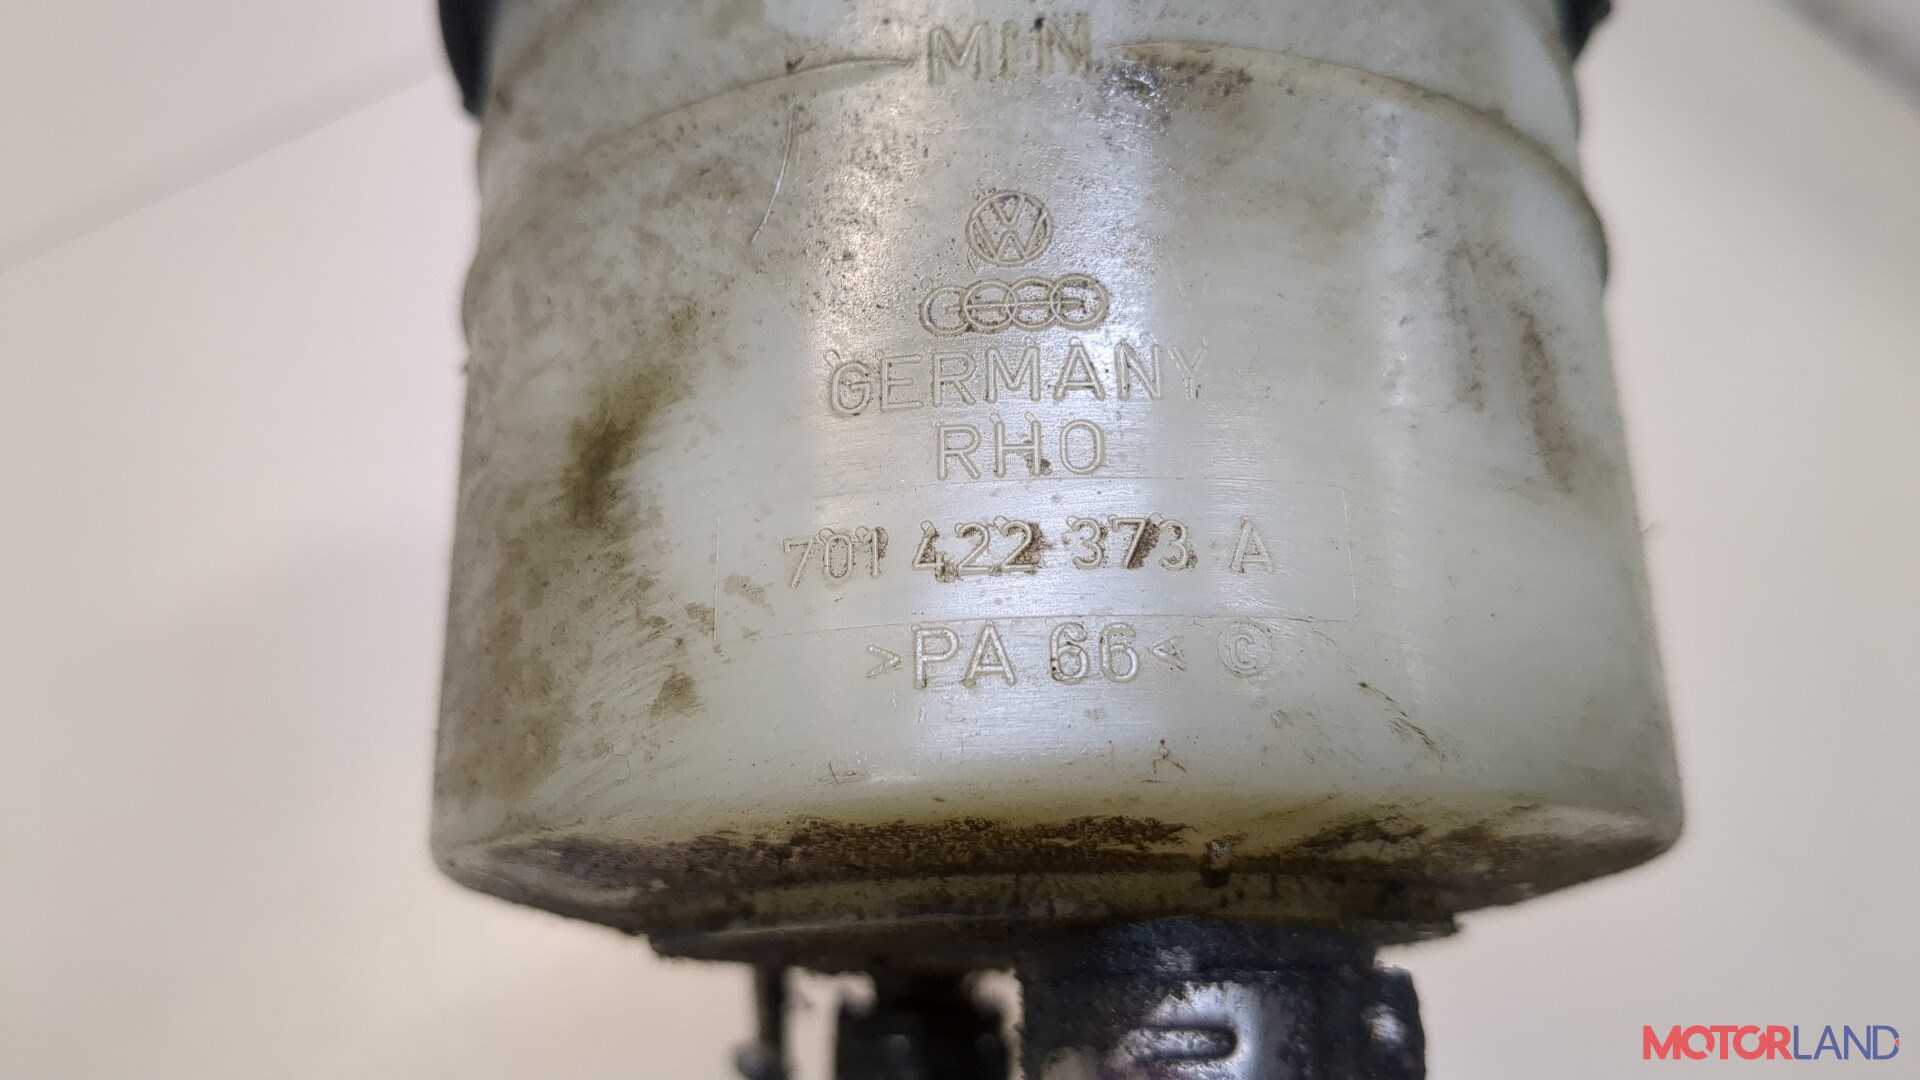 MIN
GERMANY
RHO
701 422 373 A
>PA 66< C
MOTORLAND